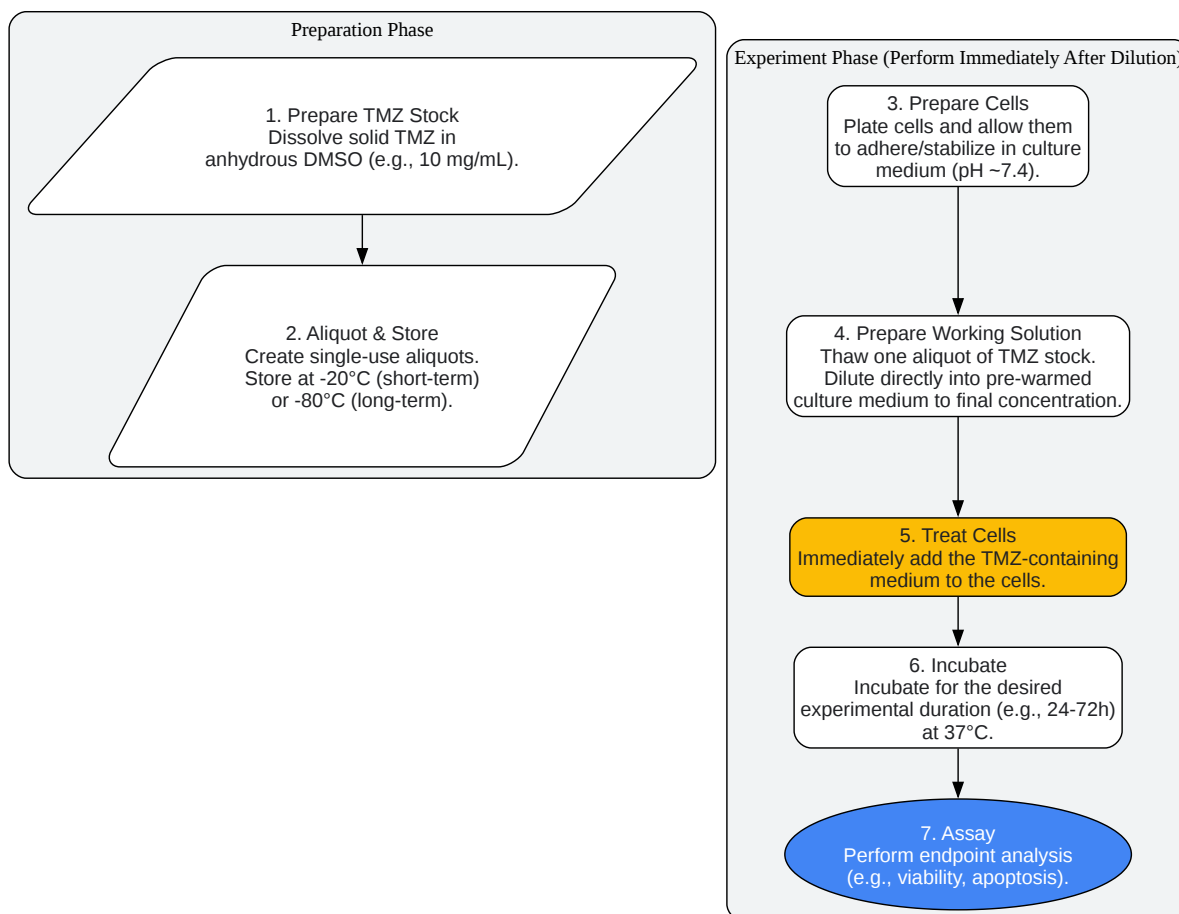 Preparation Phase
1. Prepare TMZ Stock
Dissolve solid TMZ in
anhydrous DMSO (e.g., 10 mg/mL).
2. Aliquot & Store
Create single-use aliquots.
Store at -20°C (short-term)
or -80°C (long-term).
Experiment Phase (Perform Immediately After Dilution)
3. Prepare Cells
Plate cells and allow them
to adhere/stabilize in culture
medium (pH ~7.4).
4. Prepare Working Solution
Thaw one aliquot of TMZ stock.
Dilute directly into pre-warmed
culture medium to final concentration.
5. Treat Cells
Immediately add the TMZ-containing
medium to the cells.
6. Incubate
Incubate for the desired
experimental duration (e.g., 24-72h)
at 37°C.
7. Assay
Perform endpoint analysis
(e.g., viability, apoptosis).